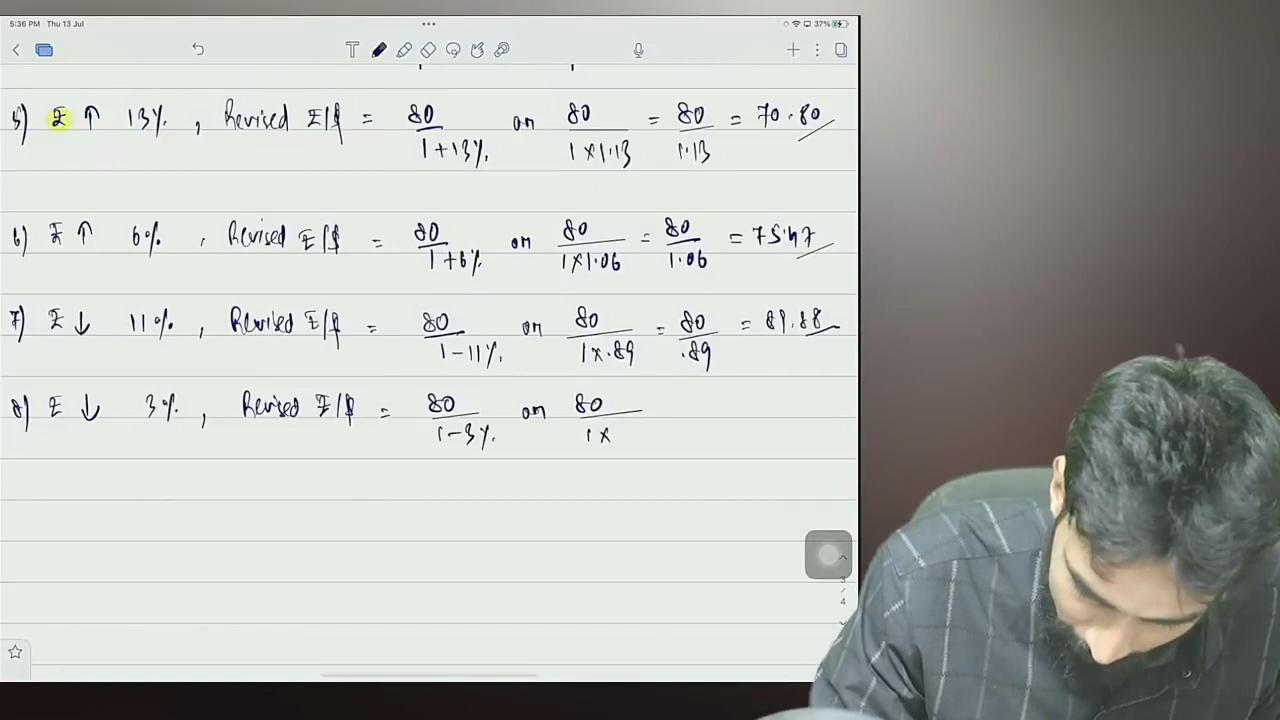 5:36 PM Thu 13 Jul
37%
T
5) ₹ ↑ 13%, Revised ₹/$ = 80/(1+13%) or 80/(1×1.13) = 80/1.13 = 70.80
6) ₹ ↑ 6%, Revised ₹/$ = 80/(1+6%) or 80/(1×1.06) = 80/1.06 = 75.47
7) ₹ ↓ 11%, Revised ₹/$ = 80/(1-11%) or 80/(1×.89) = 80/.89 = 89.88
8) ₹ ↓ 3%, Revised ₹/$ = 80/(1-3%) or 80/(1×
3
/
4